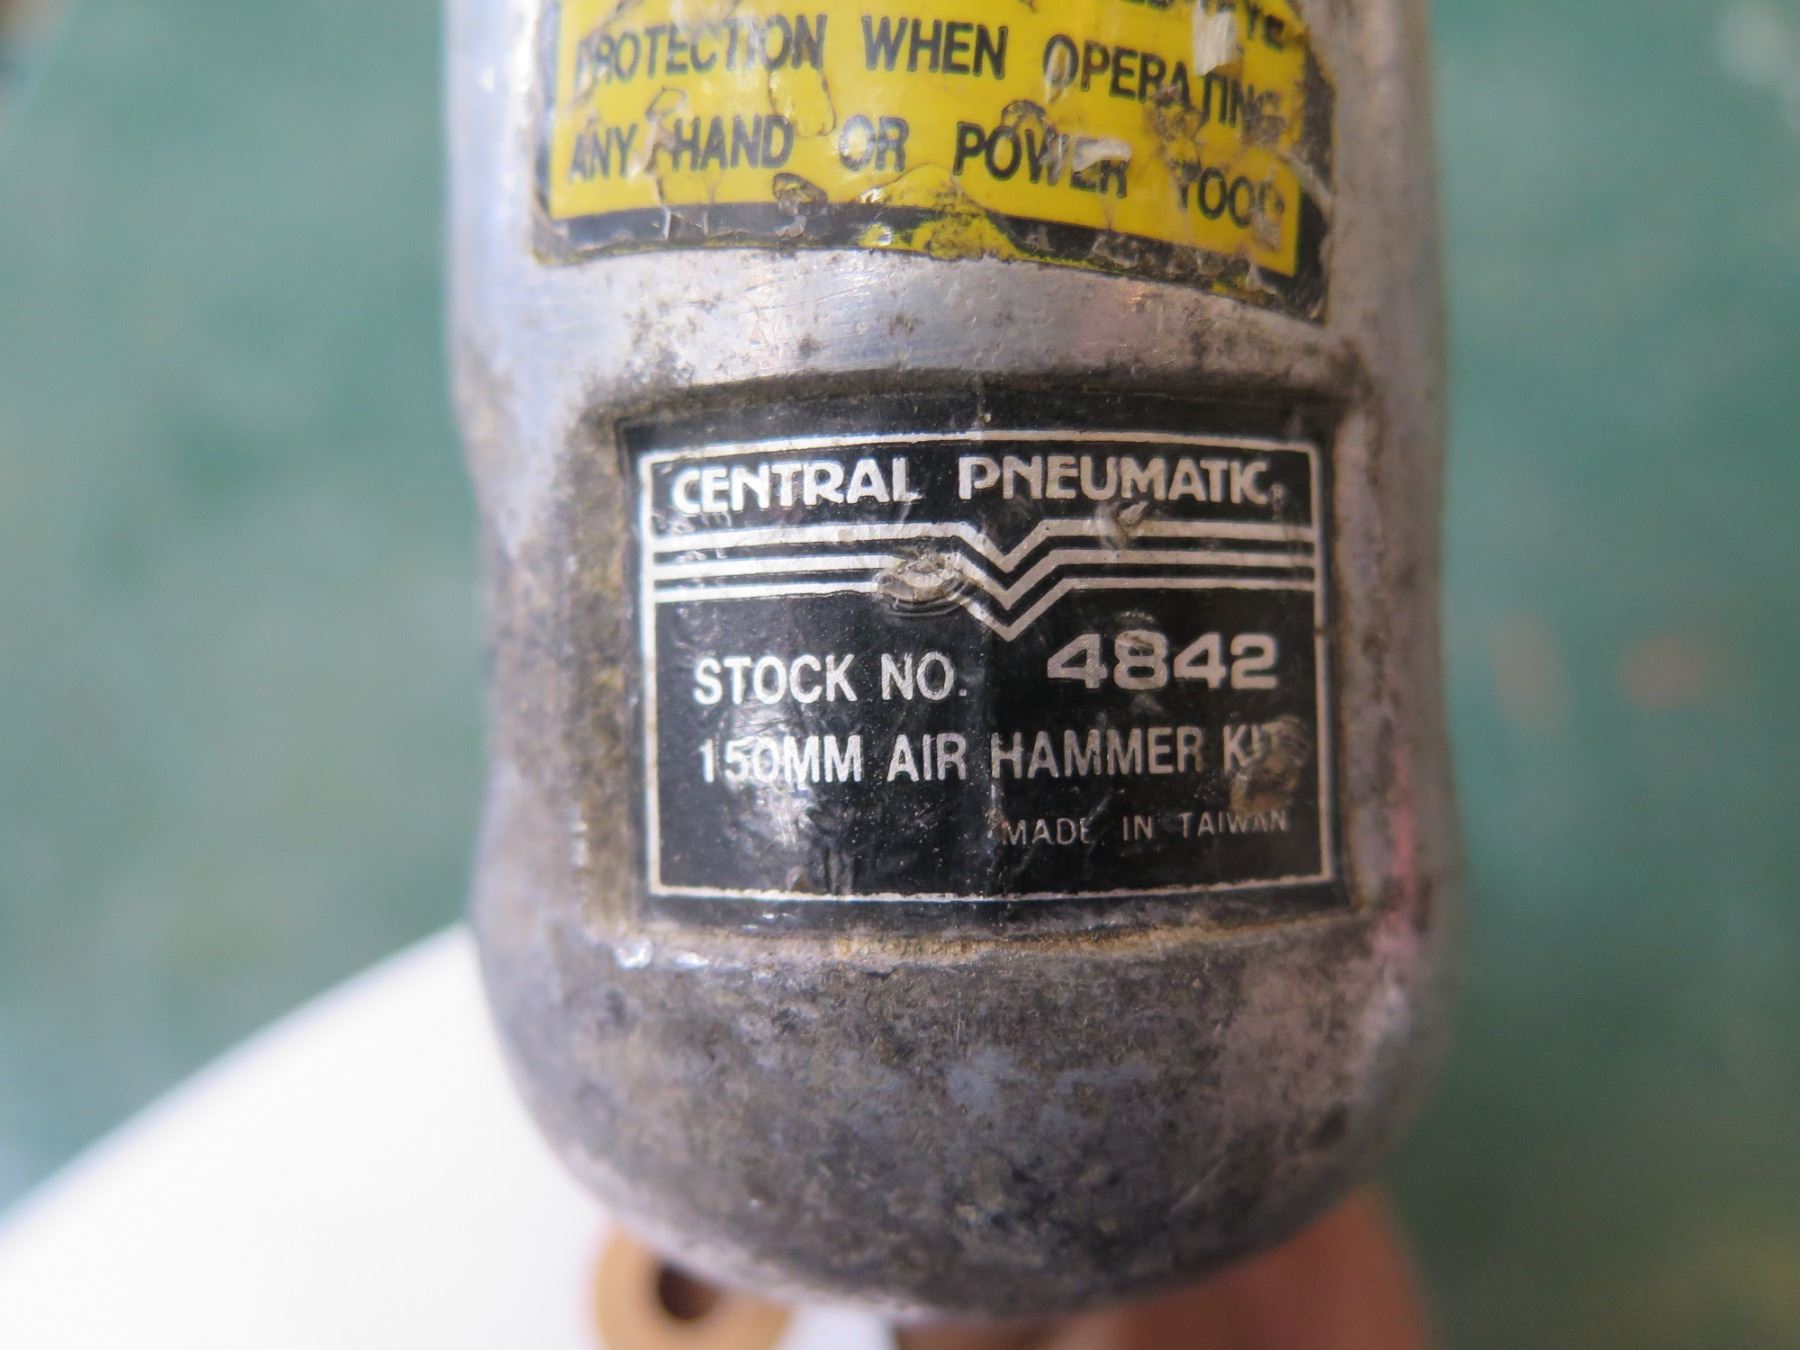 EYE
PROTECTION WHEN OPERATING
ANY HAND OR POWER TOOL
CENTRAL PNEUMATIC®
STOCK NO. 4842
150MM AIR HAMMER KIT
MADE IN TAIWAN